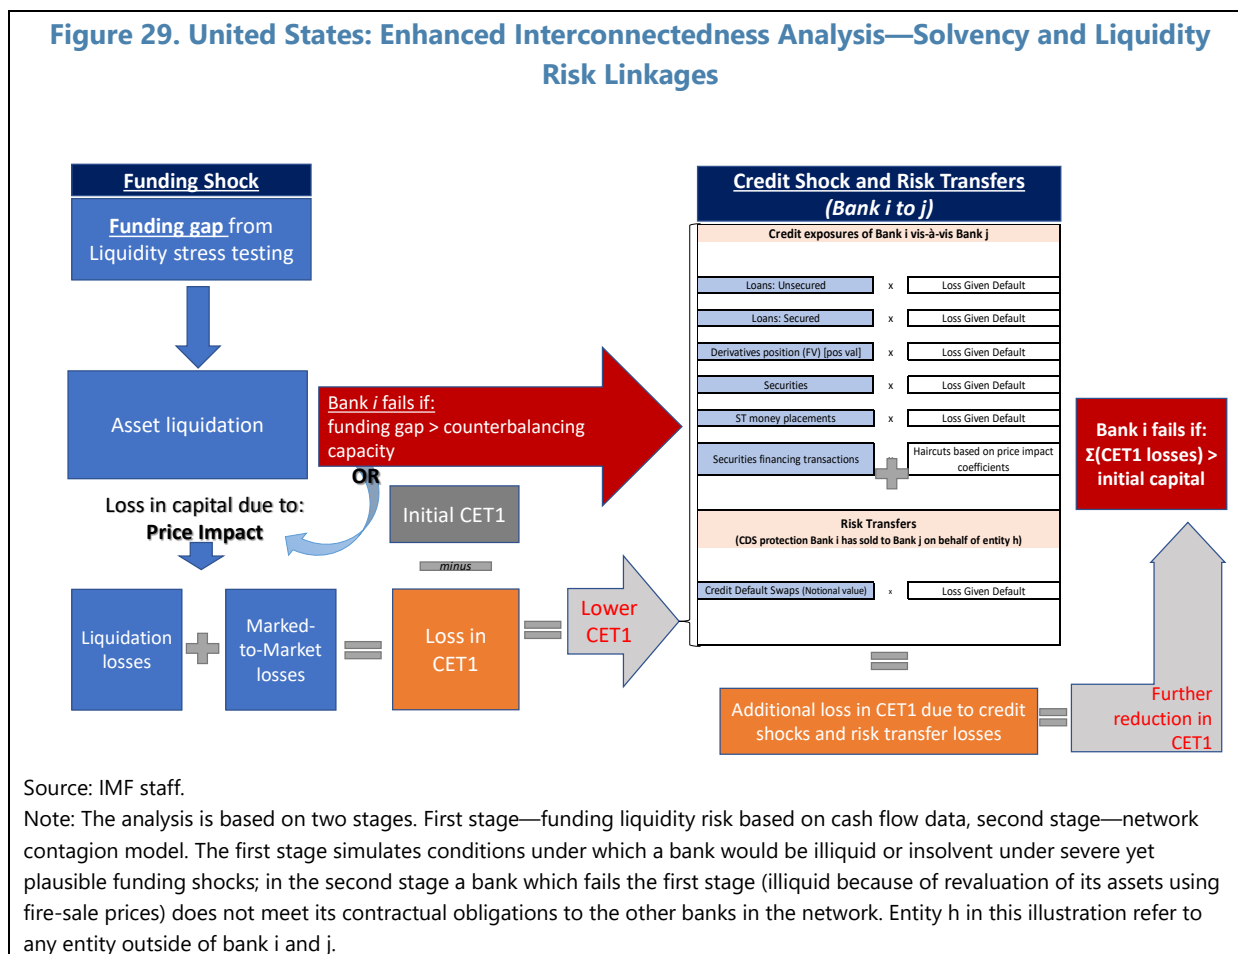 Figure 29. United States: Enhanced Interconnectedness Analysis—Solvency and Liquidity
Risk Linkages
Funding Shock
Funding gap from
Liquidity stress testing
Asset liquidation
Bank i fails if:
funding gap > counterbalancing
capacity
OR
Loss in capital due to:
Price Impact
Initial CET1
minus
Liquidation
losses
Marked-
to-Market
losses
Loss in
CET1
Lower
CET1
Credit Shock and Risk Transfers
(Bank i to j)
Credit exposures of Bank i vis-à-vis Bank j
Loans: Unsecured x Loss Given Default
Loans: Secured x Loss Given Default
Derivatives position (FV) [pos val] x Loss Given Default
Securities x Loss Given Default
ST money placements x Loss Given Default
Securities financing transactions Haircuts based on price impact
coefficients
Risk Transfers
(CDS protection Bank i has sold to Bank j on behalf of entity h)
Credit Default Swaps (Notional value) x Loss Given Default
Additional loss in CET1 due to credit
shocks and risk transfer losses
Further
reduction in
CET1
Bank i fails if:
Σ(CET1 losses) >
initial capital
Source: IMF staff.
Note: The analysis is based on two stages. First stage—funding liquidity risk based on cash flow data, second stage—network
contagion model. The first stage simulates conditions under which a bank would be illiquid or insolvent under severe yet
plausible funding shocks; in the second stage a bank which fails the first stage (illiquid because of revaluation of its assets using
fire-sale prices) does not meet its contractual obligations to the other banks in the network. Entity h in this illustration refer to
any entity outside of bank i and j.